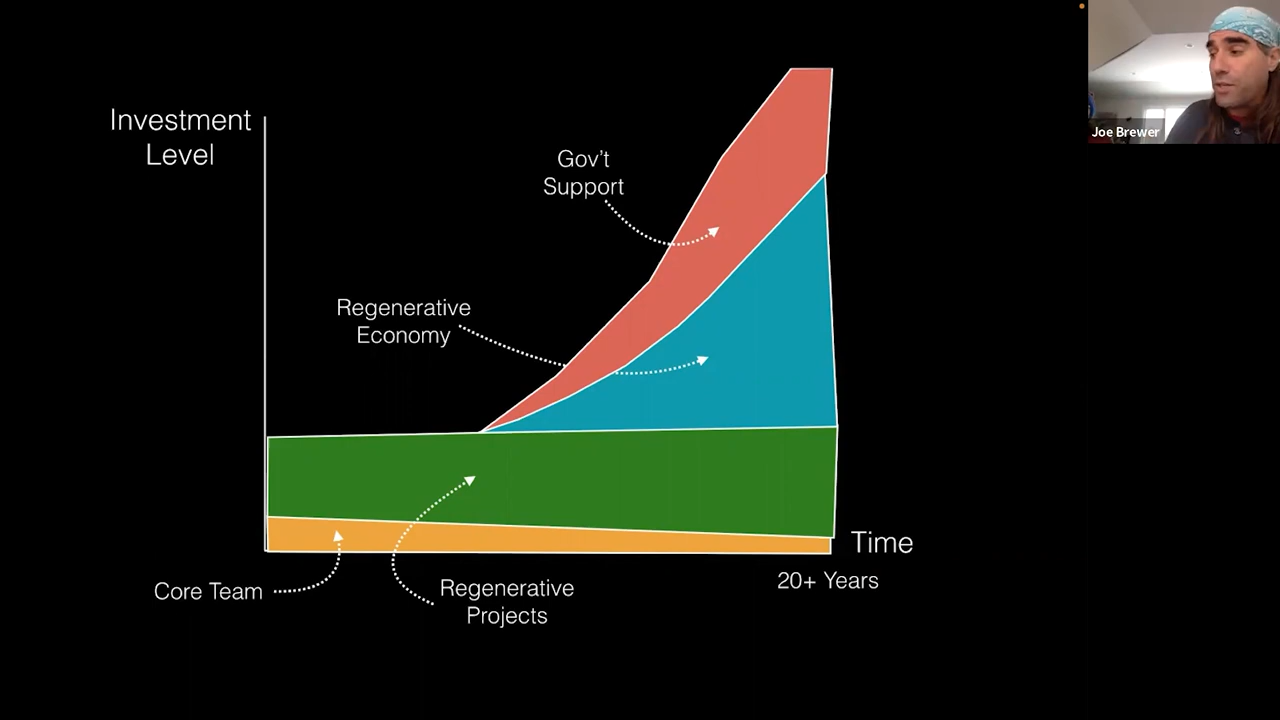 Investment
Level
Gov't
Support
Regenerative
Economy
Core Team
Regenerative
Projects
Time
20+ Years
Joe Brewer